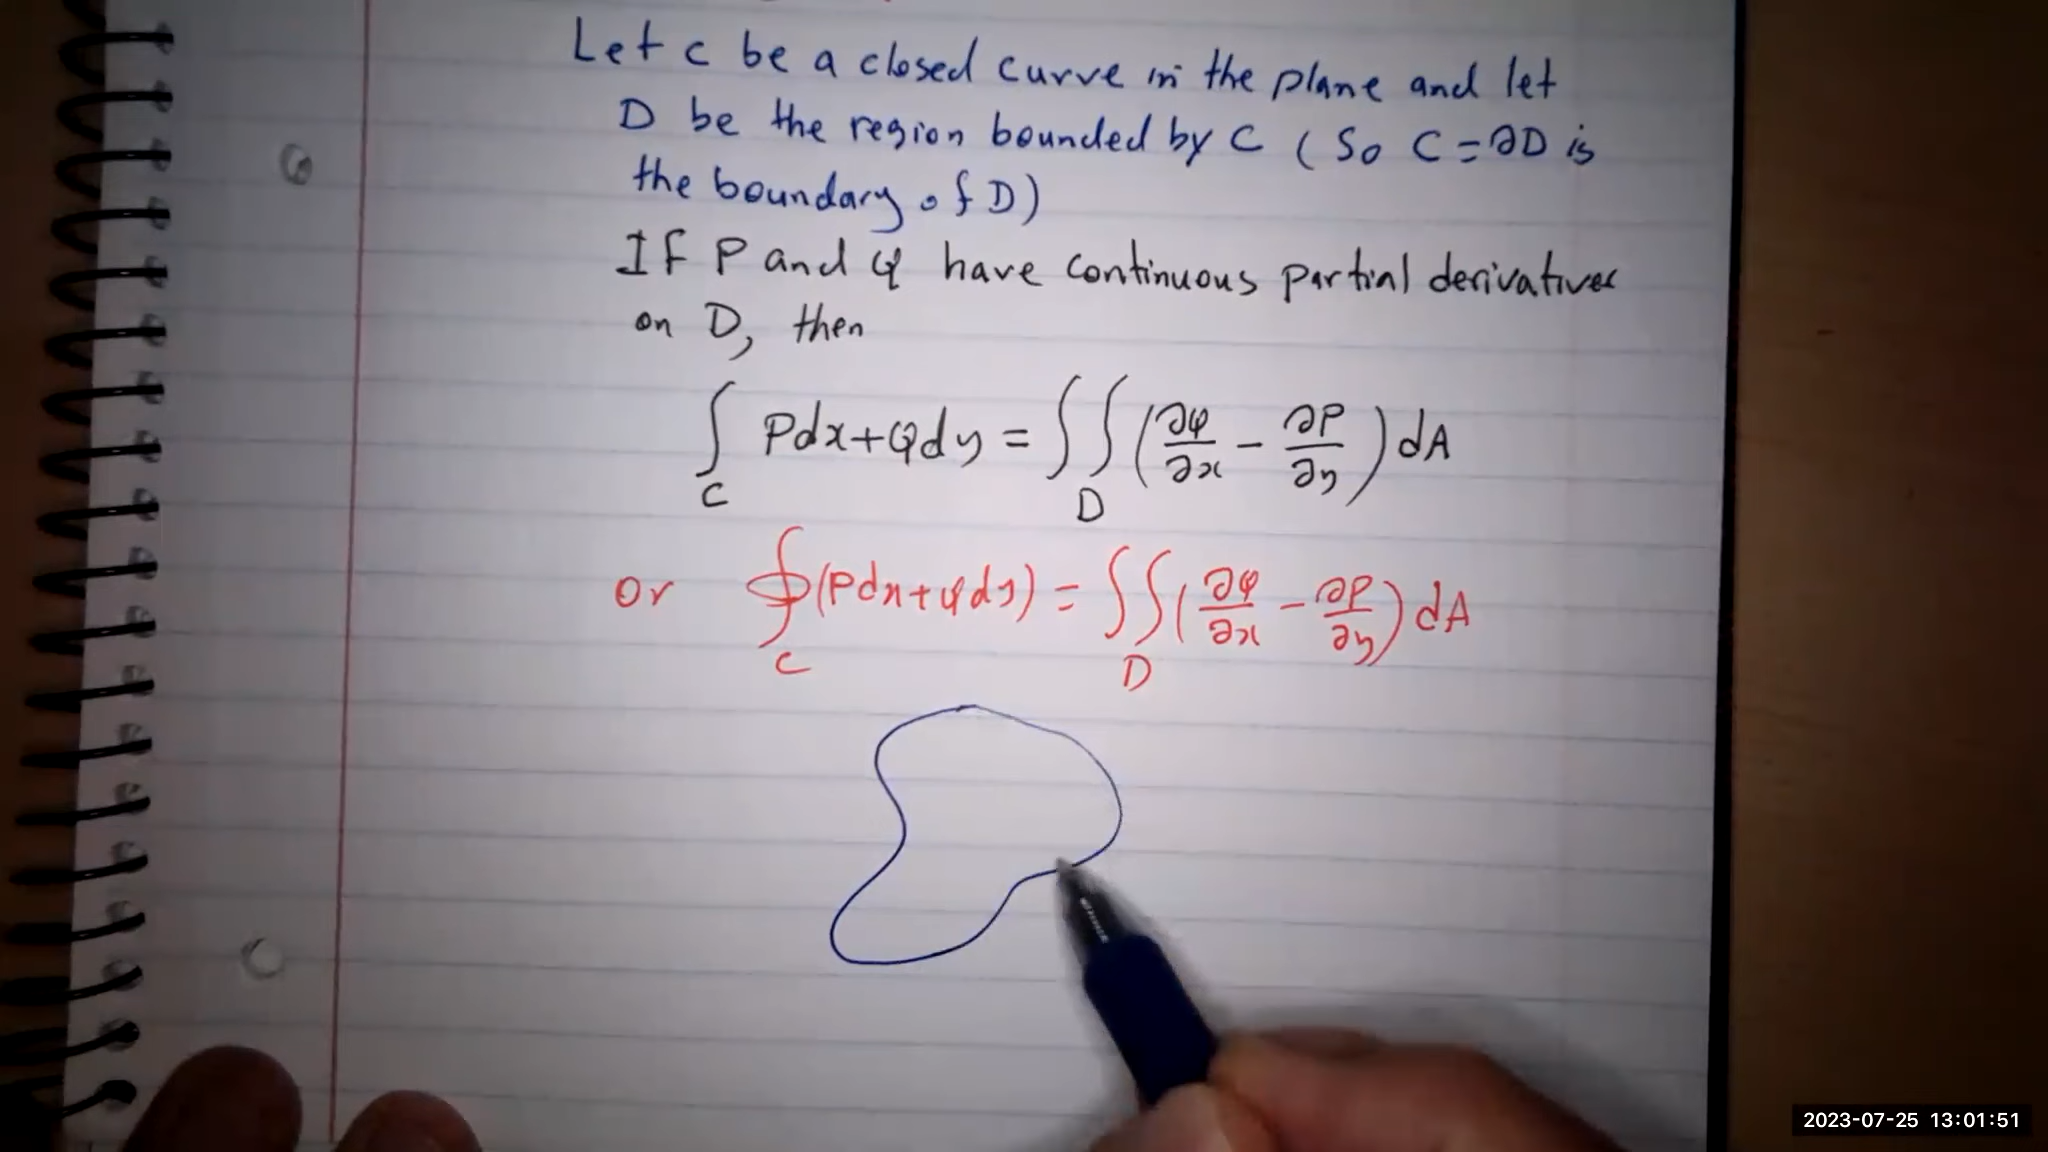 Let C be a closed curve in the plane and let
D be the region bounded by C (So C=∂D is
the boundary of D)
If P and Q have continuous partial derivatives
on D, then
∫_C Pdx+Qdy = ∬_D (∂Q/∂x - ∂P/∂y) dA
or ∮_C (Pdx+Qdy) = ∬_D (∂Q/∂x - ∂P/∂y) dA
2023-07-25 13:01:51